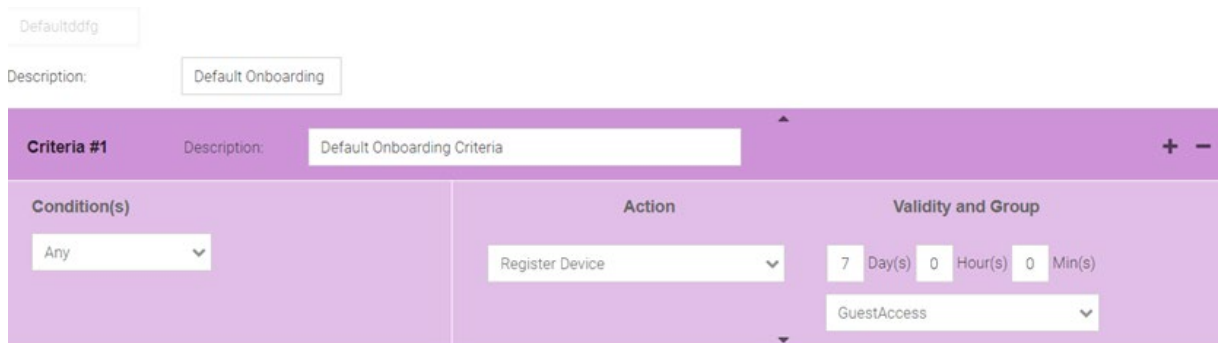 Defaultddfg
Description: Default Onboarding
Criteria #1 Description: Default Onboarding Criteria + −
Condition(s) Action Validity and Group
Any Register Device 7 Day(s) 0 Hour(s) 0 Min(s)
GuestAccess